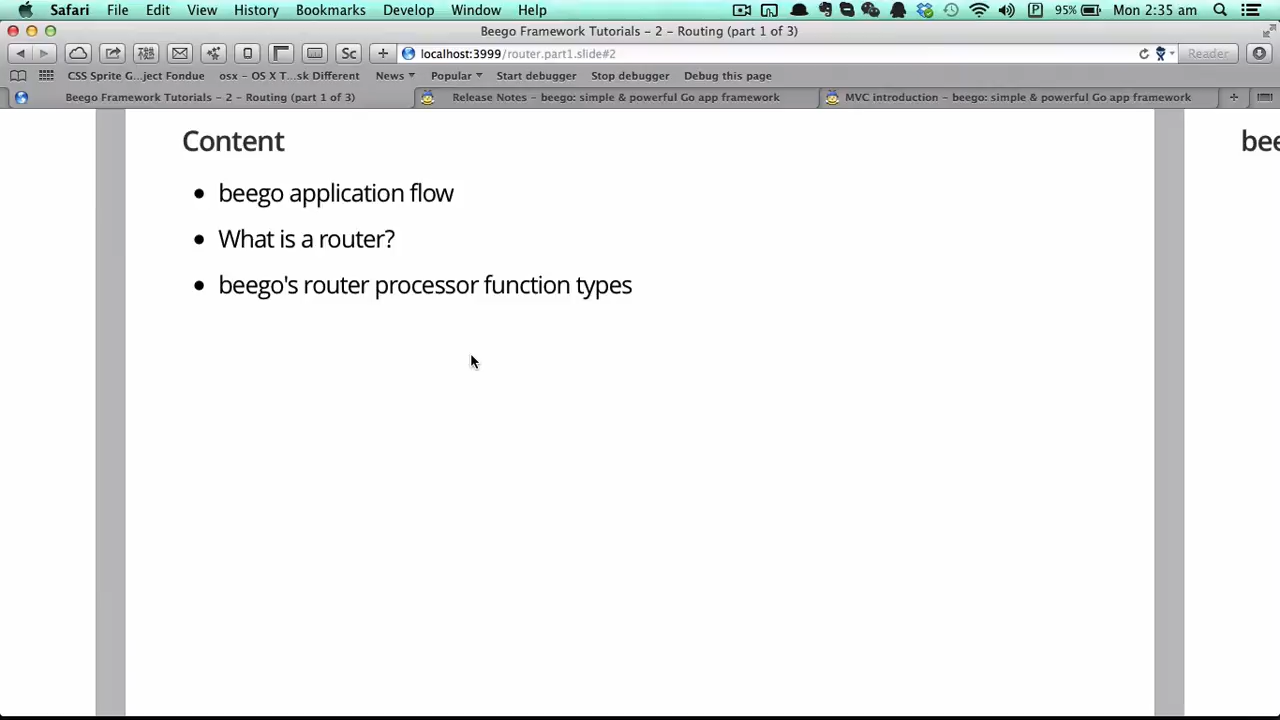 Safari File Edit View History Bookmarks Develop Window Help 95% Mon 2:35 am
Beego Framework Tutorials - 2 - Routing (part 1 of 3)
Sc + localhost:3999/router.part1.slide#2 Reader
CSS Sprite G...ject Fondue osx - OS X T...sk Different News Popular Start debugger Stop debugger Debug this page
Beego Framework Tutorials - 2 - Routing (part 1 of 3) Release Notes - beego: simple & powerful Go app framework MVC introduction - beego: simple & powerful Go app framework +
Content
bee
• beego application flow
• What is a router?
• beego's router processor function types